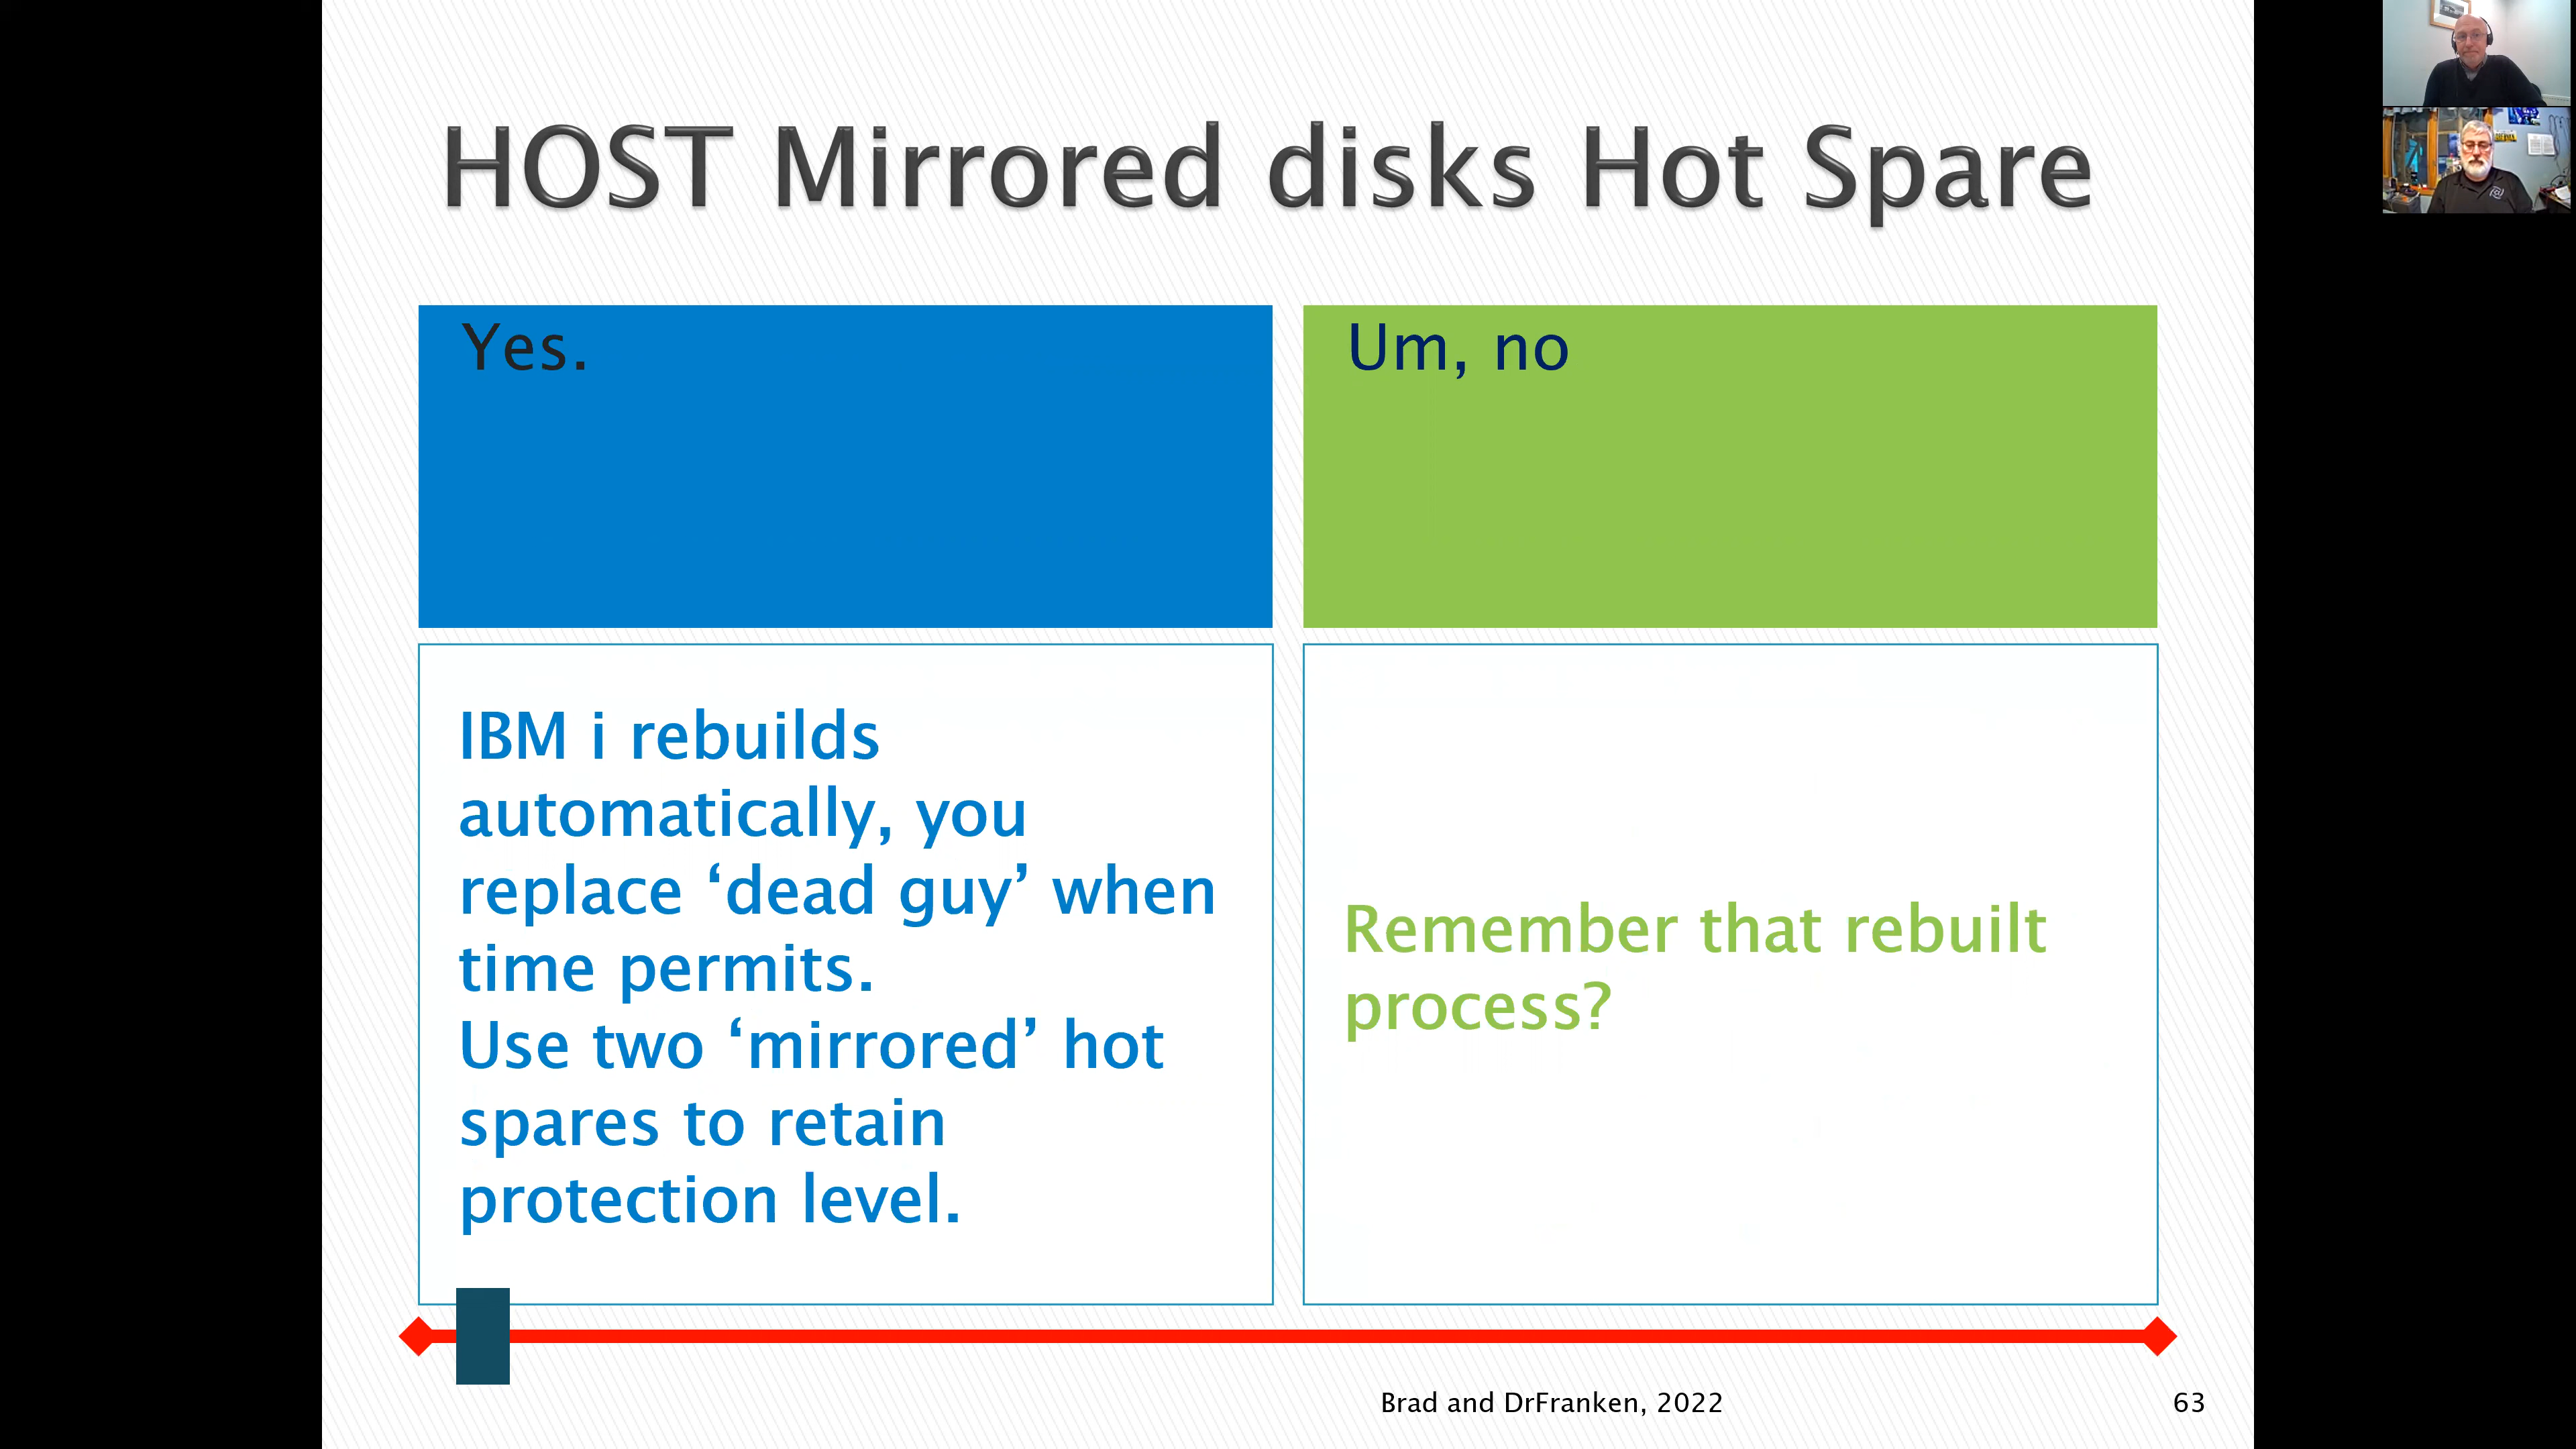 HOST Mirrored disks Hot Spare
Yes.
Um, no
IBM i rebuilds
automatically, you
replace ‘dead guy’ when
time permits.
Use two ‘mirrored’ hot
spares to retain
protection level.
Remember that rebuilt
process?
Brad and DrFranken, 2022
63